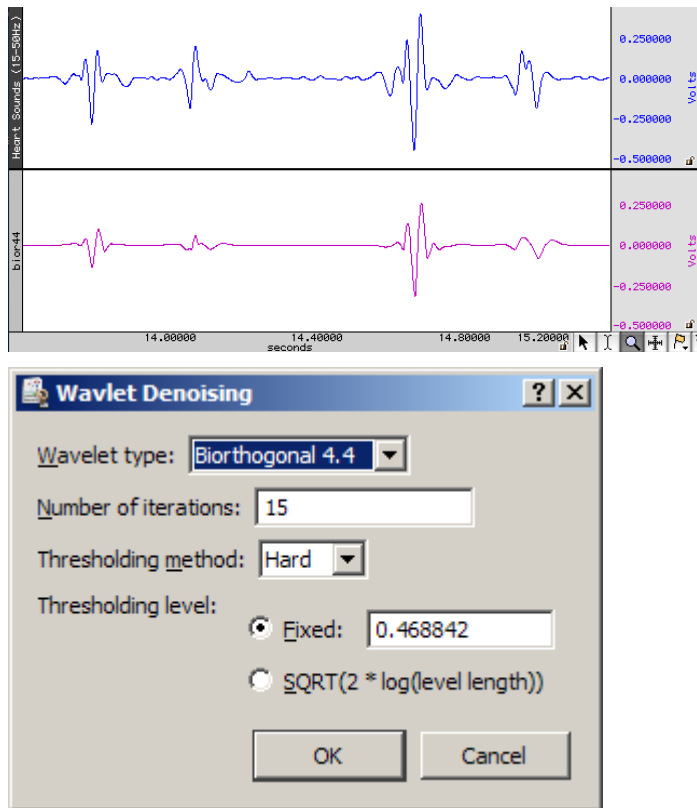 Heart Sounds (15-50Hz)
0.250000
0.000000
-0.250000
-0.500000
Volts
bior44
0.250000
0.000000
-0.250000
-0.500000
Volts
14.00000 14.40000 14.80000 15.20000
seconds
Wavlet Denoising
Wavelet type: Biorthogonal 4.4
Number of iterations: 15
Thresholding method: Hard
Thresholding level:
Fixed: 0.468842
SQRT(2 * log(level length))
OK Cancel